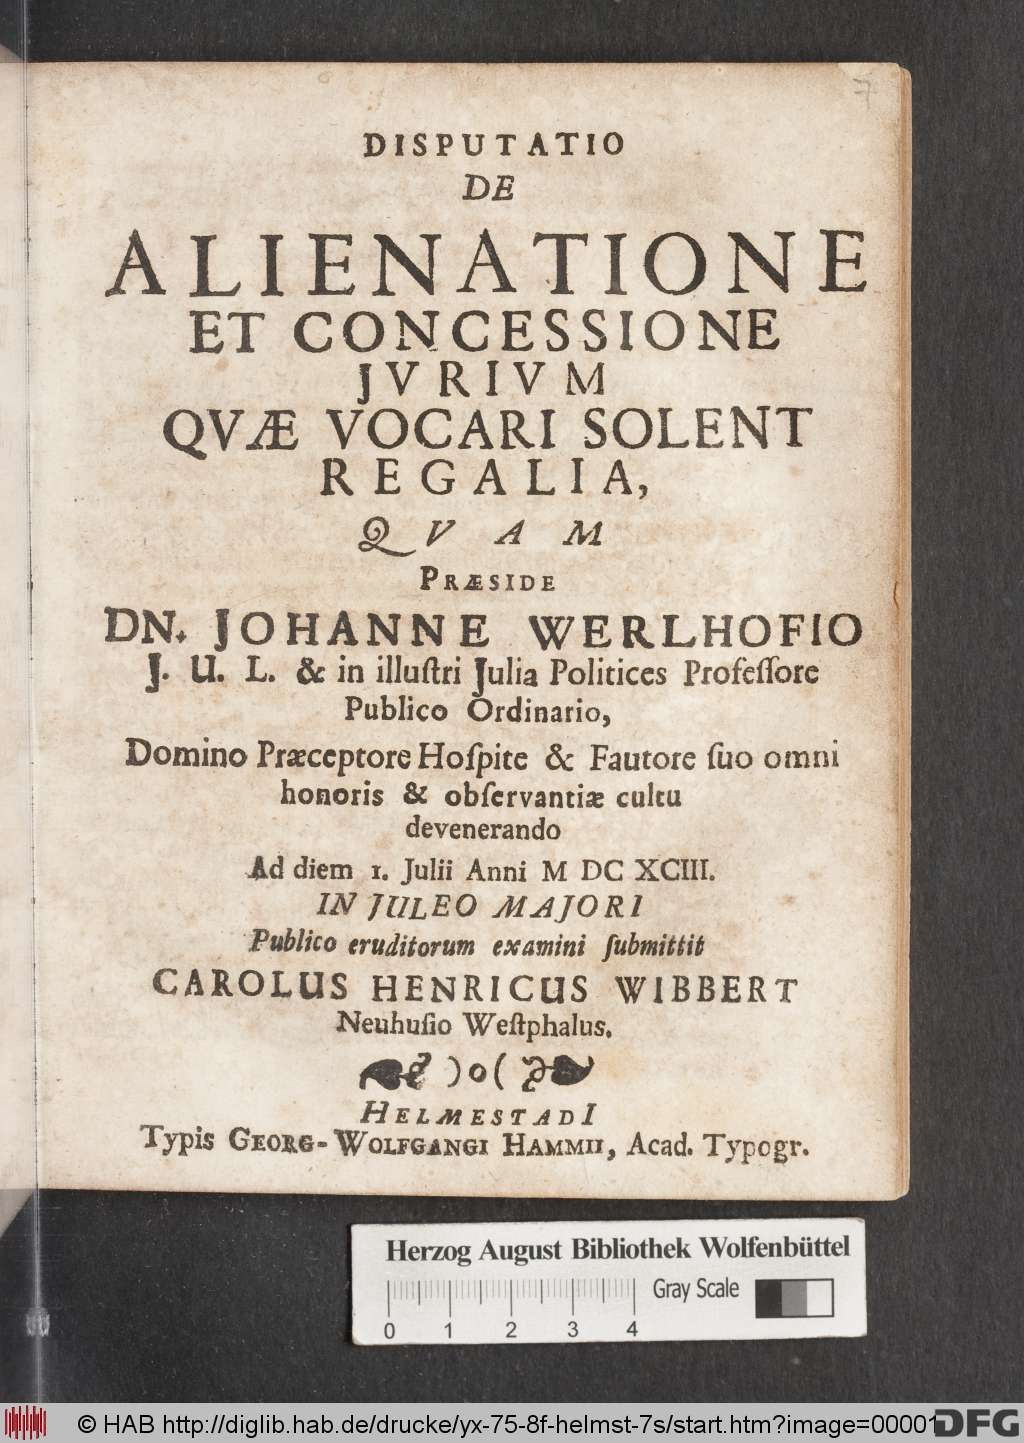 7
DISPUTATIO
DE
ALIENATIONE
ET CONCESSIONE
JVRIVM
QVÆ VOCARI SOLENT
REGALIA,
QVAM
PRÆSIDE
DN. JOHANNE WERLHOFIO
J. U. L. & in illuſtri Julia Politices Profeſſore
Publico Ordinario,
Domino Præceptore Hoſpite & Fautore ſuo omni
honoris & obſervantiæ cultu
devenerando
Ad diem 1. Julii Anni M DC XCIII.
IN JULEO MAJORI
Publico eruditorum examini ſubmittit
CAROLUS HENRICUS WIBBERT
Neuhuſio Weſtphalus.
)o(
HELMESTADI
Typis GEORG-WOLFGANGI HAMMII, Acad. Typogr.
Herzog August Bibliothek Wolfenbüttel
Gray Scale
0 1 2 3 4
© HAB http://diglib.hab.de/drucke/yx-75-8f-helmst-7s/start.htm?image=00001
DFG